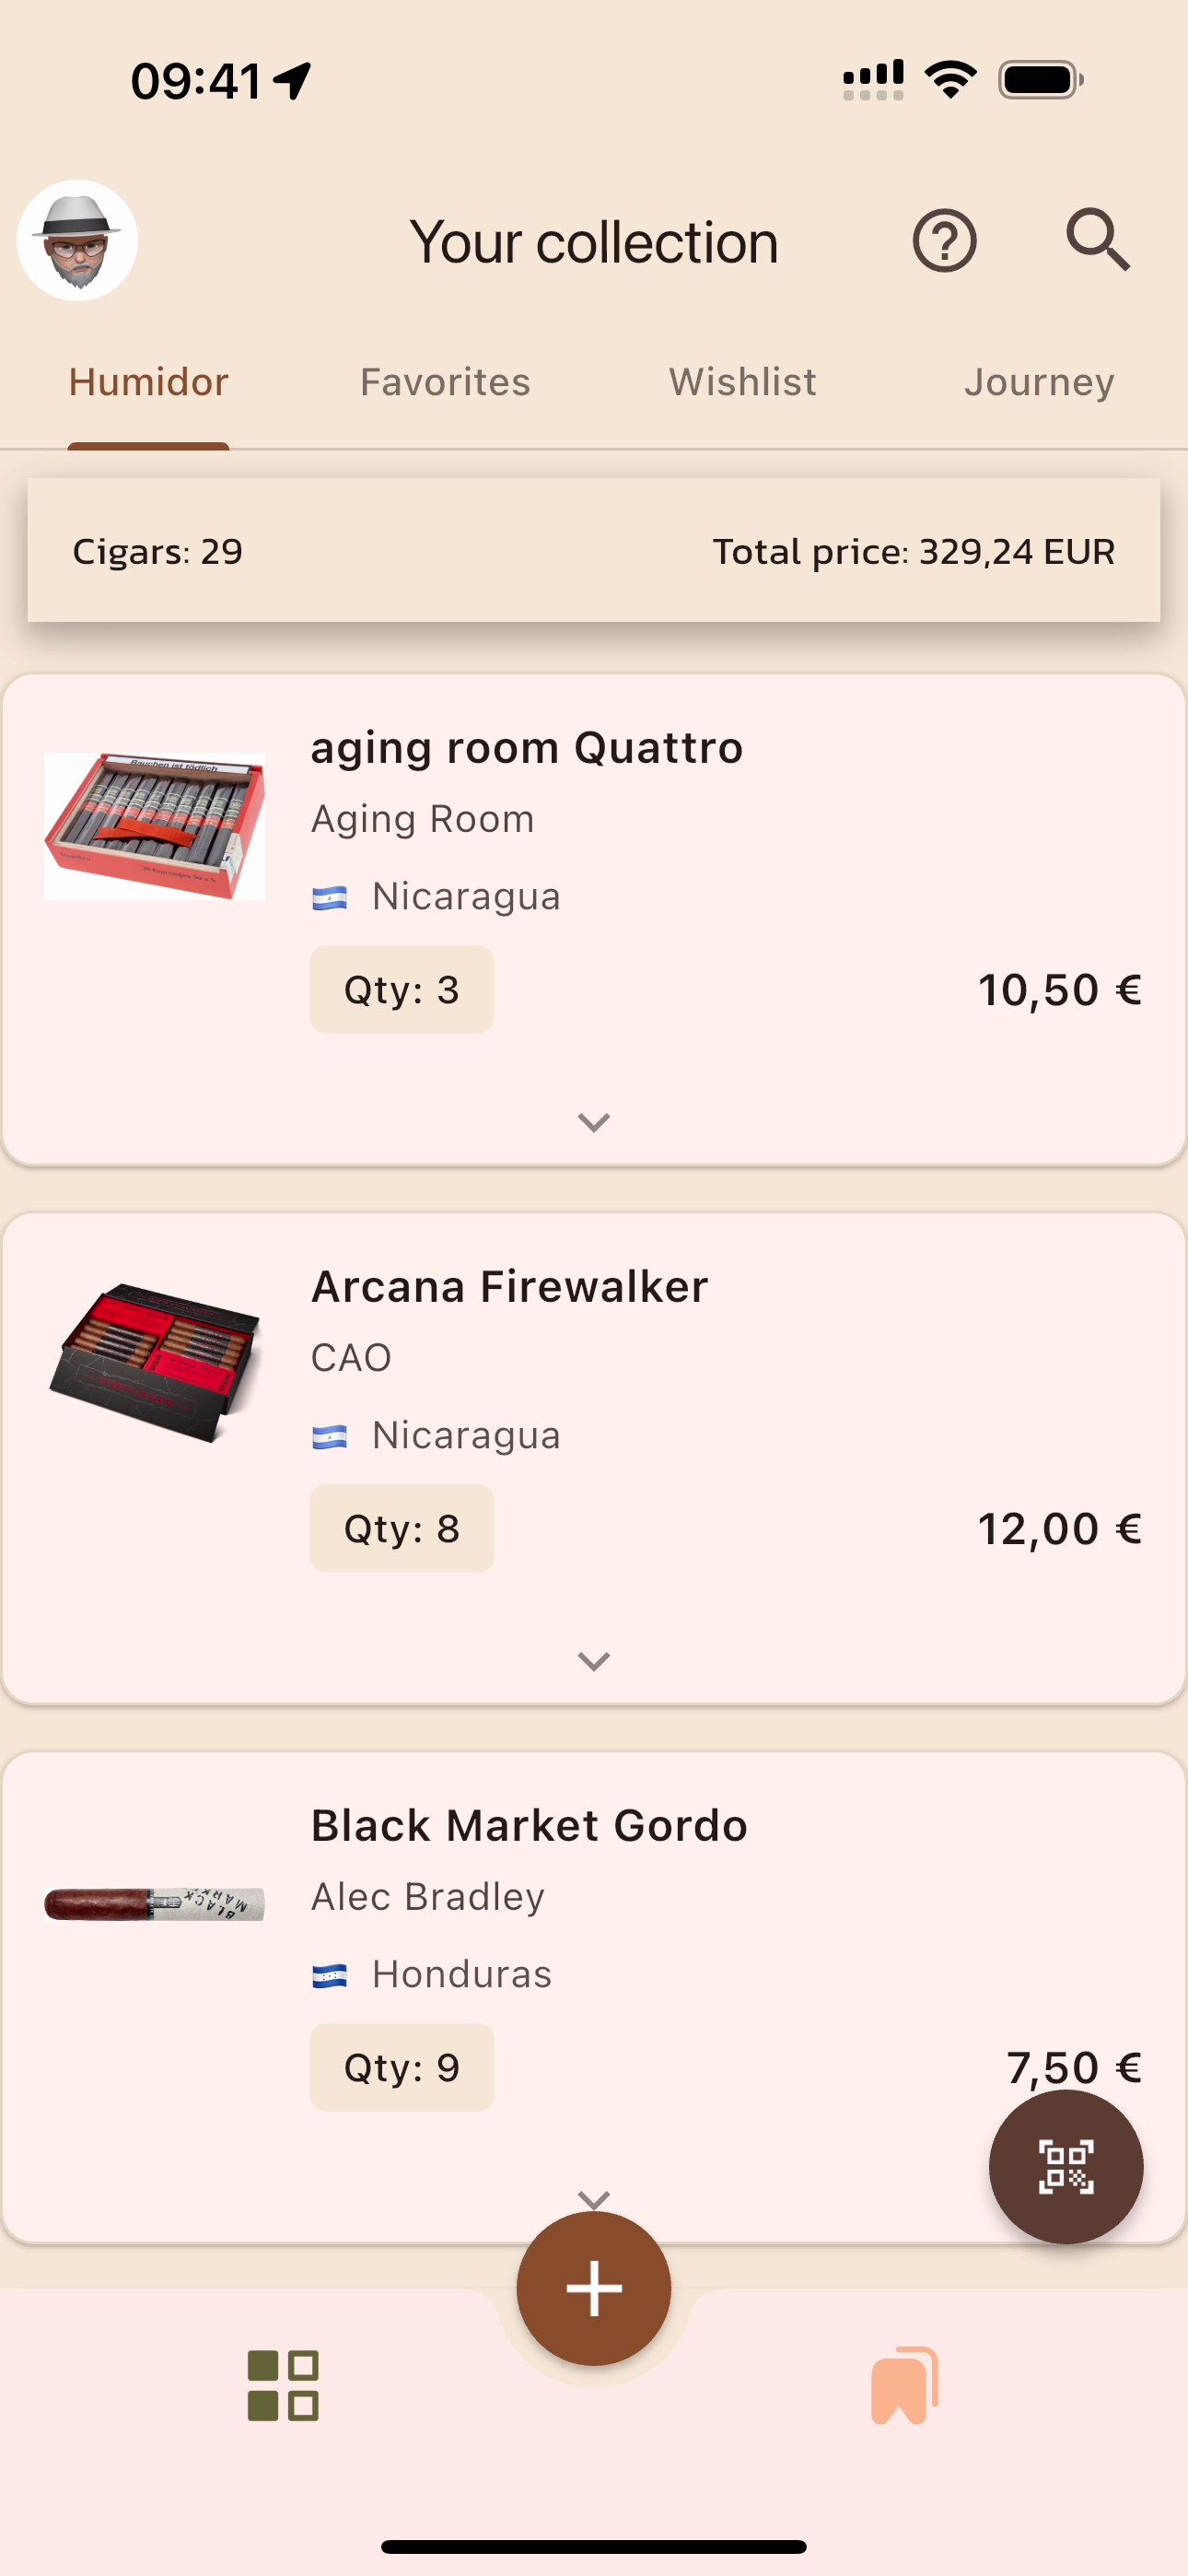 09:41
Your collection
Humidor Favorites Wishlist Journey
Cigars: 29 Total price: 329,24 EUR
Rauchen ist tödlich
aging room Quattro
Aging Room
Nicaragua
Qty: 3 10,50 €
Arcana Firewalker
CAO
Nicaragua
Qty: 8 12,00 €
Black Market Gordo
BLACK
MARK
Alec Bradley
Honduras
Qty: 9 7,50 €